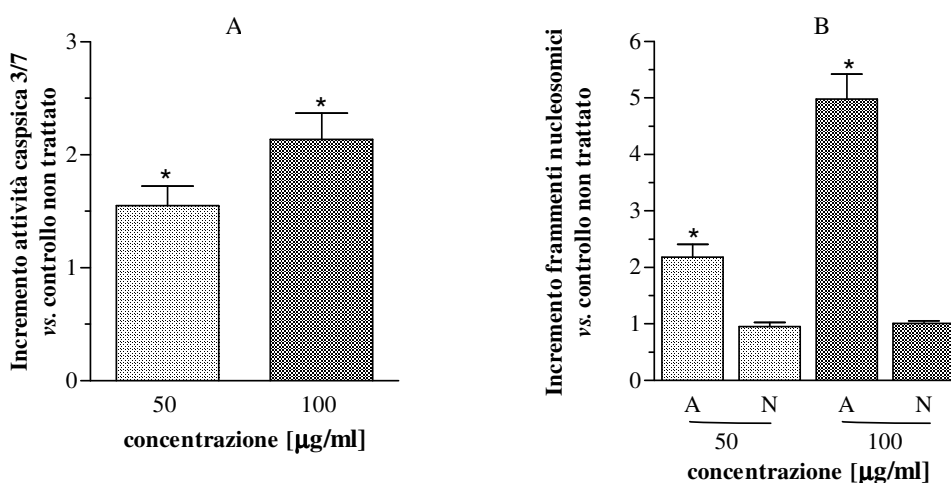 A
Incremento attività caspsica 3/7
vs. controllo non trattato
3
2
1
0
*
*
50
100
concentrazione [μg/ml]
B
Incremento frammenti nucleosomici
vs. controllo non trattato
6
5
4
3
2
1
0
*
*
A N A N
50 100
concentrazione [μg/ml]